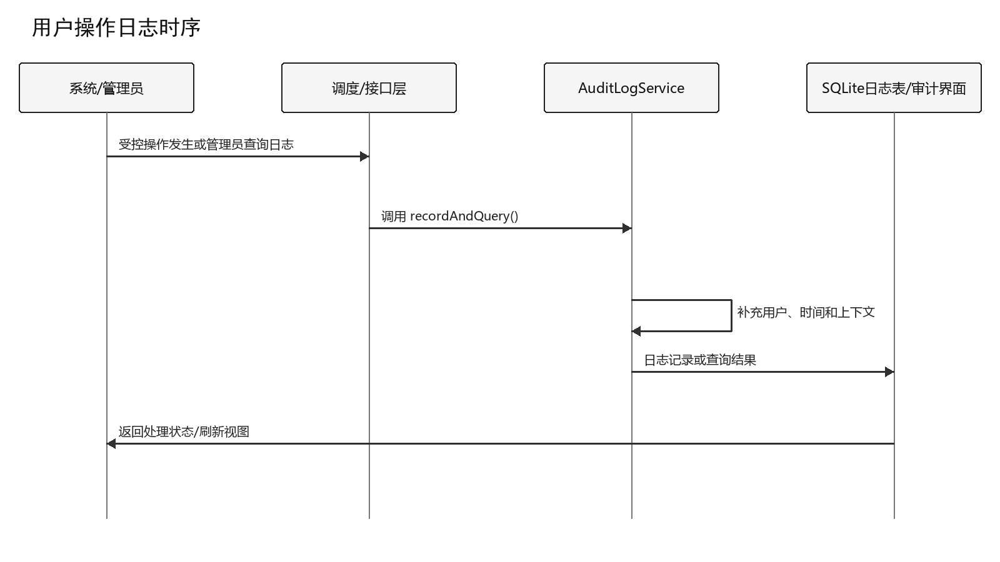 用户操作日志时序
系统/管理员
调度/接口层
AuditLogService
SQLite日志表/审计界面
受控操作发生或管理员查询日志
调用 recordAndQuery()
补充用户、时间和上下文
日志记录或查询结果
返回处理状态/刷新视图